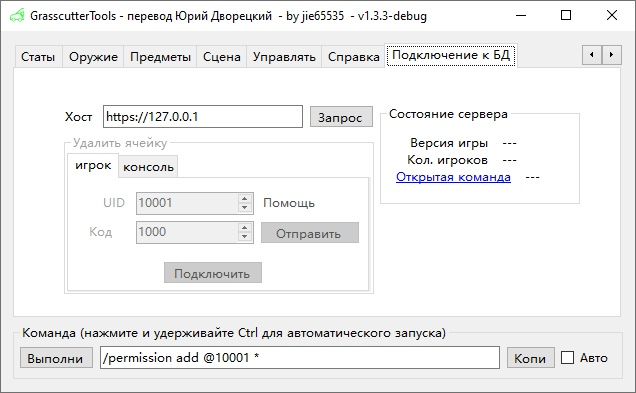 GrasscutterTools - перевод Юрий Дворецкий - by jie65535 - v1.3.3-debug
Статы Оружие Предметы Сцена Управлять Справка Подключение к БД
Хост https://127.0.0.1 Запрос
Состояние сервера
Версия игры ---
Кол. игроков ---
Открытая команда ---
Удалить ячейку
игрок консоль
UID 10001 Помощь
Код 1000 Отправить
Подключить
Команда (нажмите и удерживайте Ctrl для автоматического запуска)
Выполни /permission add @10001 * Копи Авто